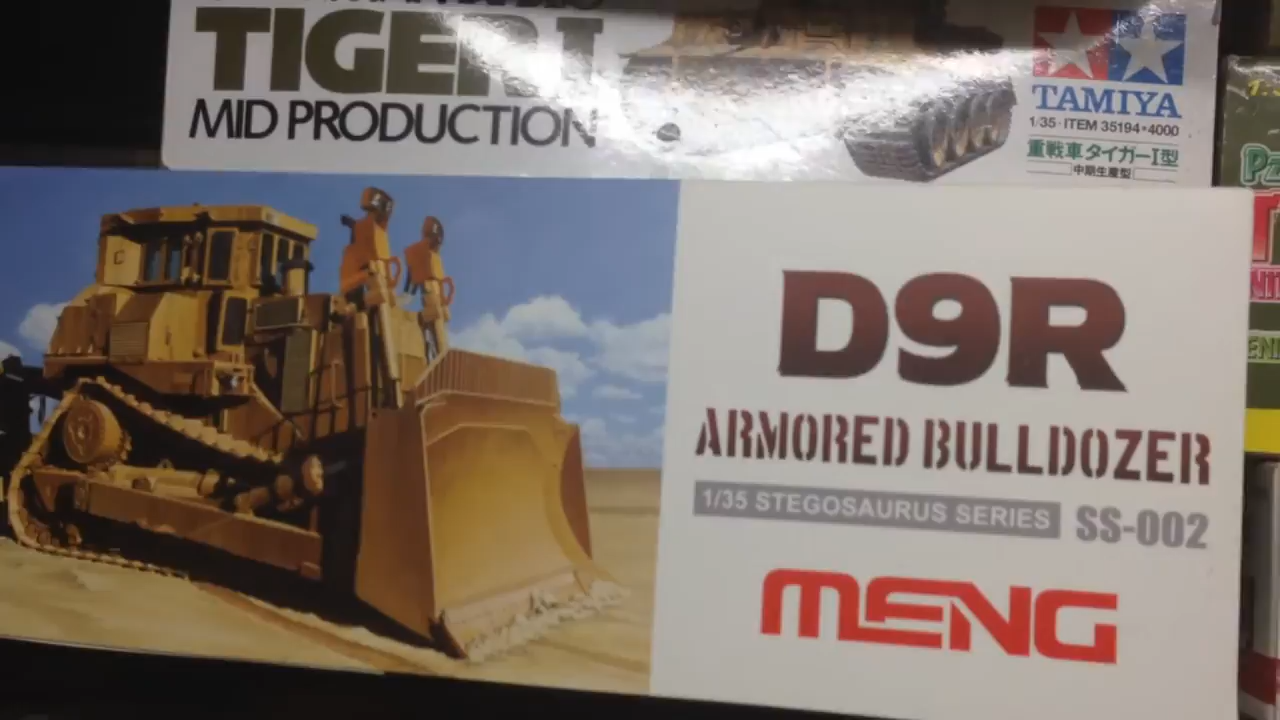 TIGER I
MID PRODUCTION
TAMIYA
1/35 · ITEM 35194 • 4000
重戦車タイガーI型
中期生産型
D9R
ARMORED BULLDOZER
1/35 STEGOSAURUS SERIES SS-002
MENG